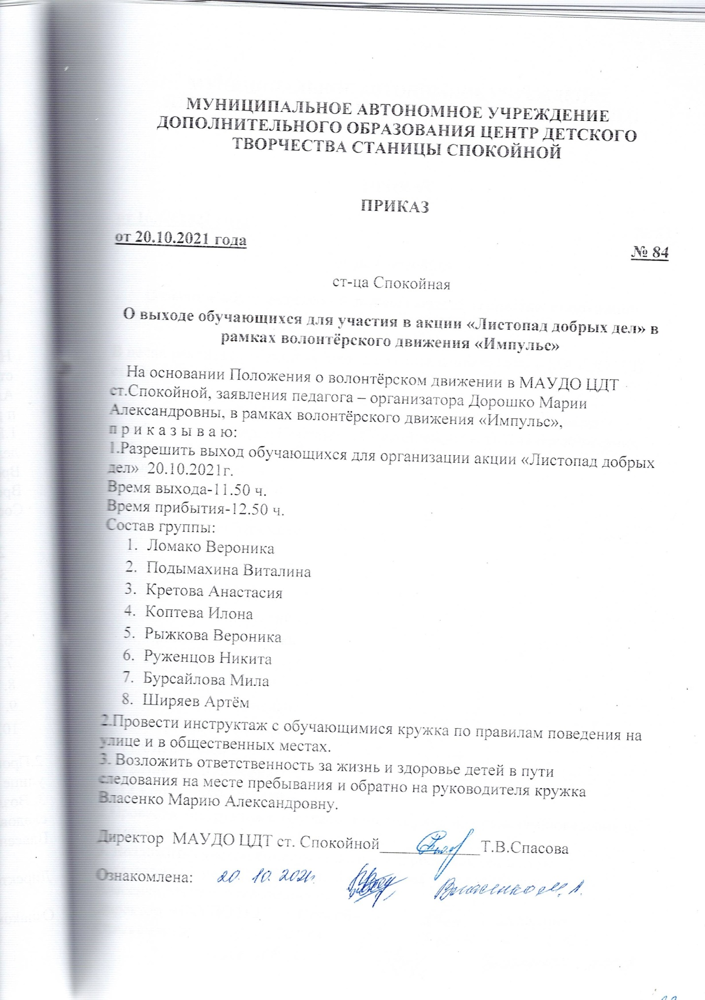 МУНИЦИПАЛЬНОЕ АВТОНОМНОЕ УЧРЕЖДЕНИЕ
ДОПОЛНИТЕЛЬНОГО ОБРАЗОВАНИЯ ЦЕНТР ДЕТСКОГО
ТВОРЧЕСТВА СТАНИЦЫ СПОКОЙНОЙ
ПРИКАЗ
от 20.10.2021 года
№ 84
ст-ца Спокойная
О выходе обучающихся для участия в акции «Листопад добрых дел» в
рамках волонтёрского движения «Импульс»
На основании Положения о волонтёрском движении в МАУДО ЦДТ
ст.Спокойной, заявления педагога – организатора Дорошко Марии
Александровны, в рамках волонтёрского движения «Импульс»,
п р и к а з ы в а ю:
1.Разрешить выход обучающихся для организации акции «Листопад добрых
дел» 20.10.2021г.
Время выхода-11.50 ч.
Время прибытия-12.50 ч.
Состав группы:
1. Ломако Вероника
2. Подымахина Виталина
3. Кретова Анастасия
4. Коптева Илона
5. Рыжкова Вероника
6. Руженцов Никита
7. Бурсайлова Мила
8. Ширяев Артём
2.Провести инструктаж с обучающимися кружка по правилам поведения на
улице и в общественных местах.
3. Возложить ответственность за жизнь и здоровье детей в пути
следования на месте пребывания и обратно на руководителя кружка
Власенко Марию Александровну.
Директор МАУДО ЦДТ ст. Спокойной____________Т.В.Спасова
Ознакомлена: 20. 10. 2021г. Власенко М. А.